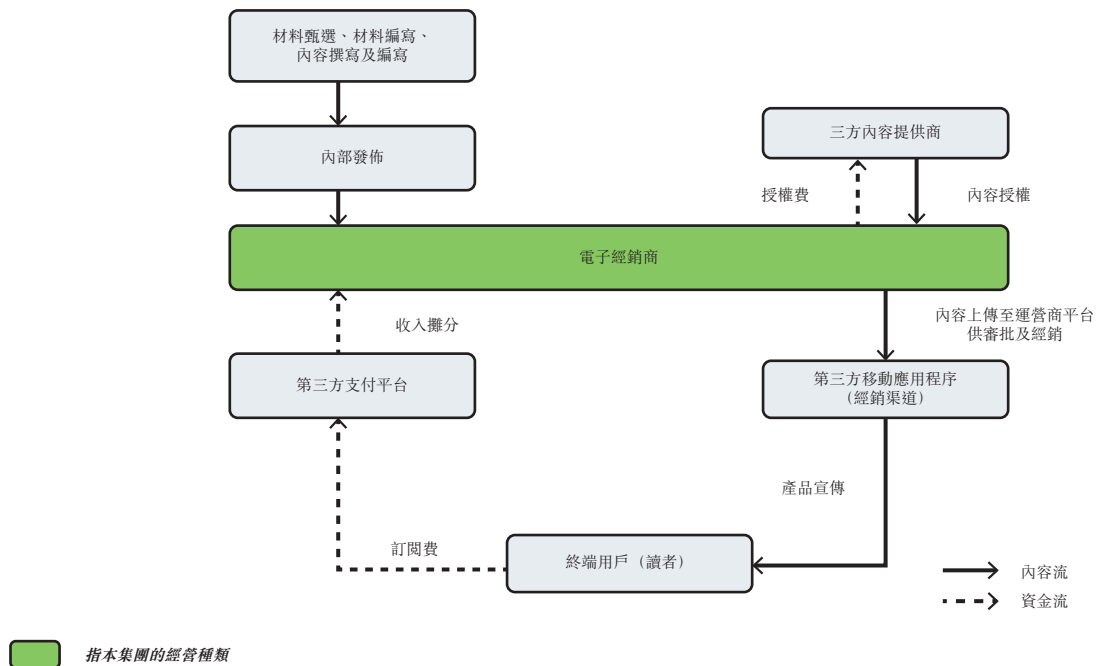 材料甄選、材料編寫、
內容撰寫及編寫
內部發佈
三方內容提供商
授權費
內容授權
電子經銷商
收入攤分
內容上傳至運營商平台
供審批及經銷
第三方支付平台
第三方移動應用程序
（經銷渠道）
產品宣傳
訂閱費
終端用戶（讀者）
內容流
資金流
指本集團的經營種類